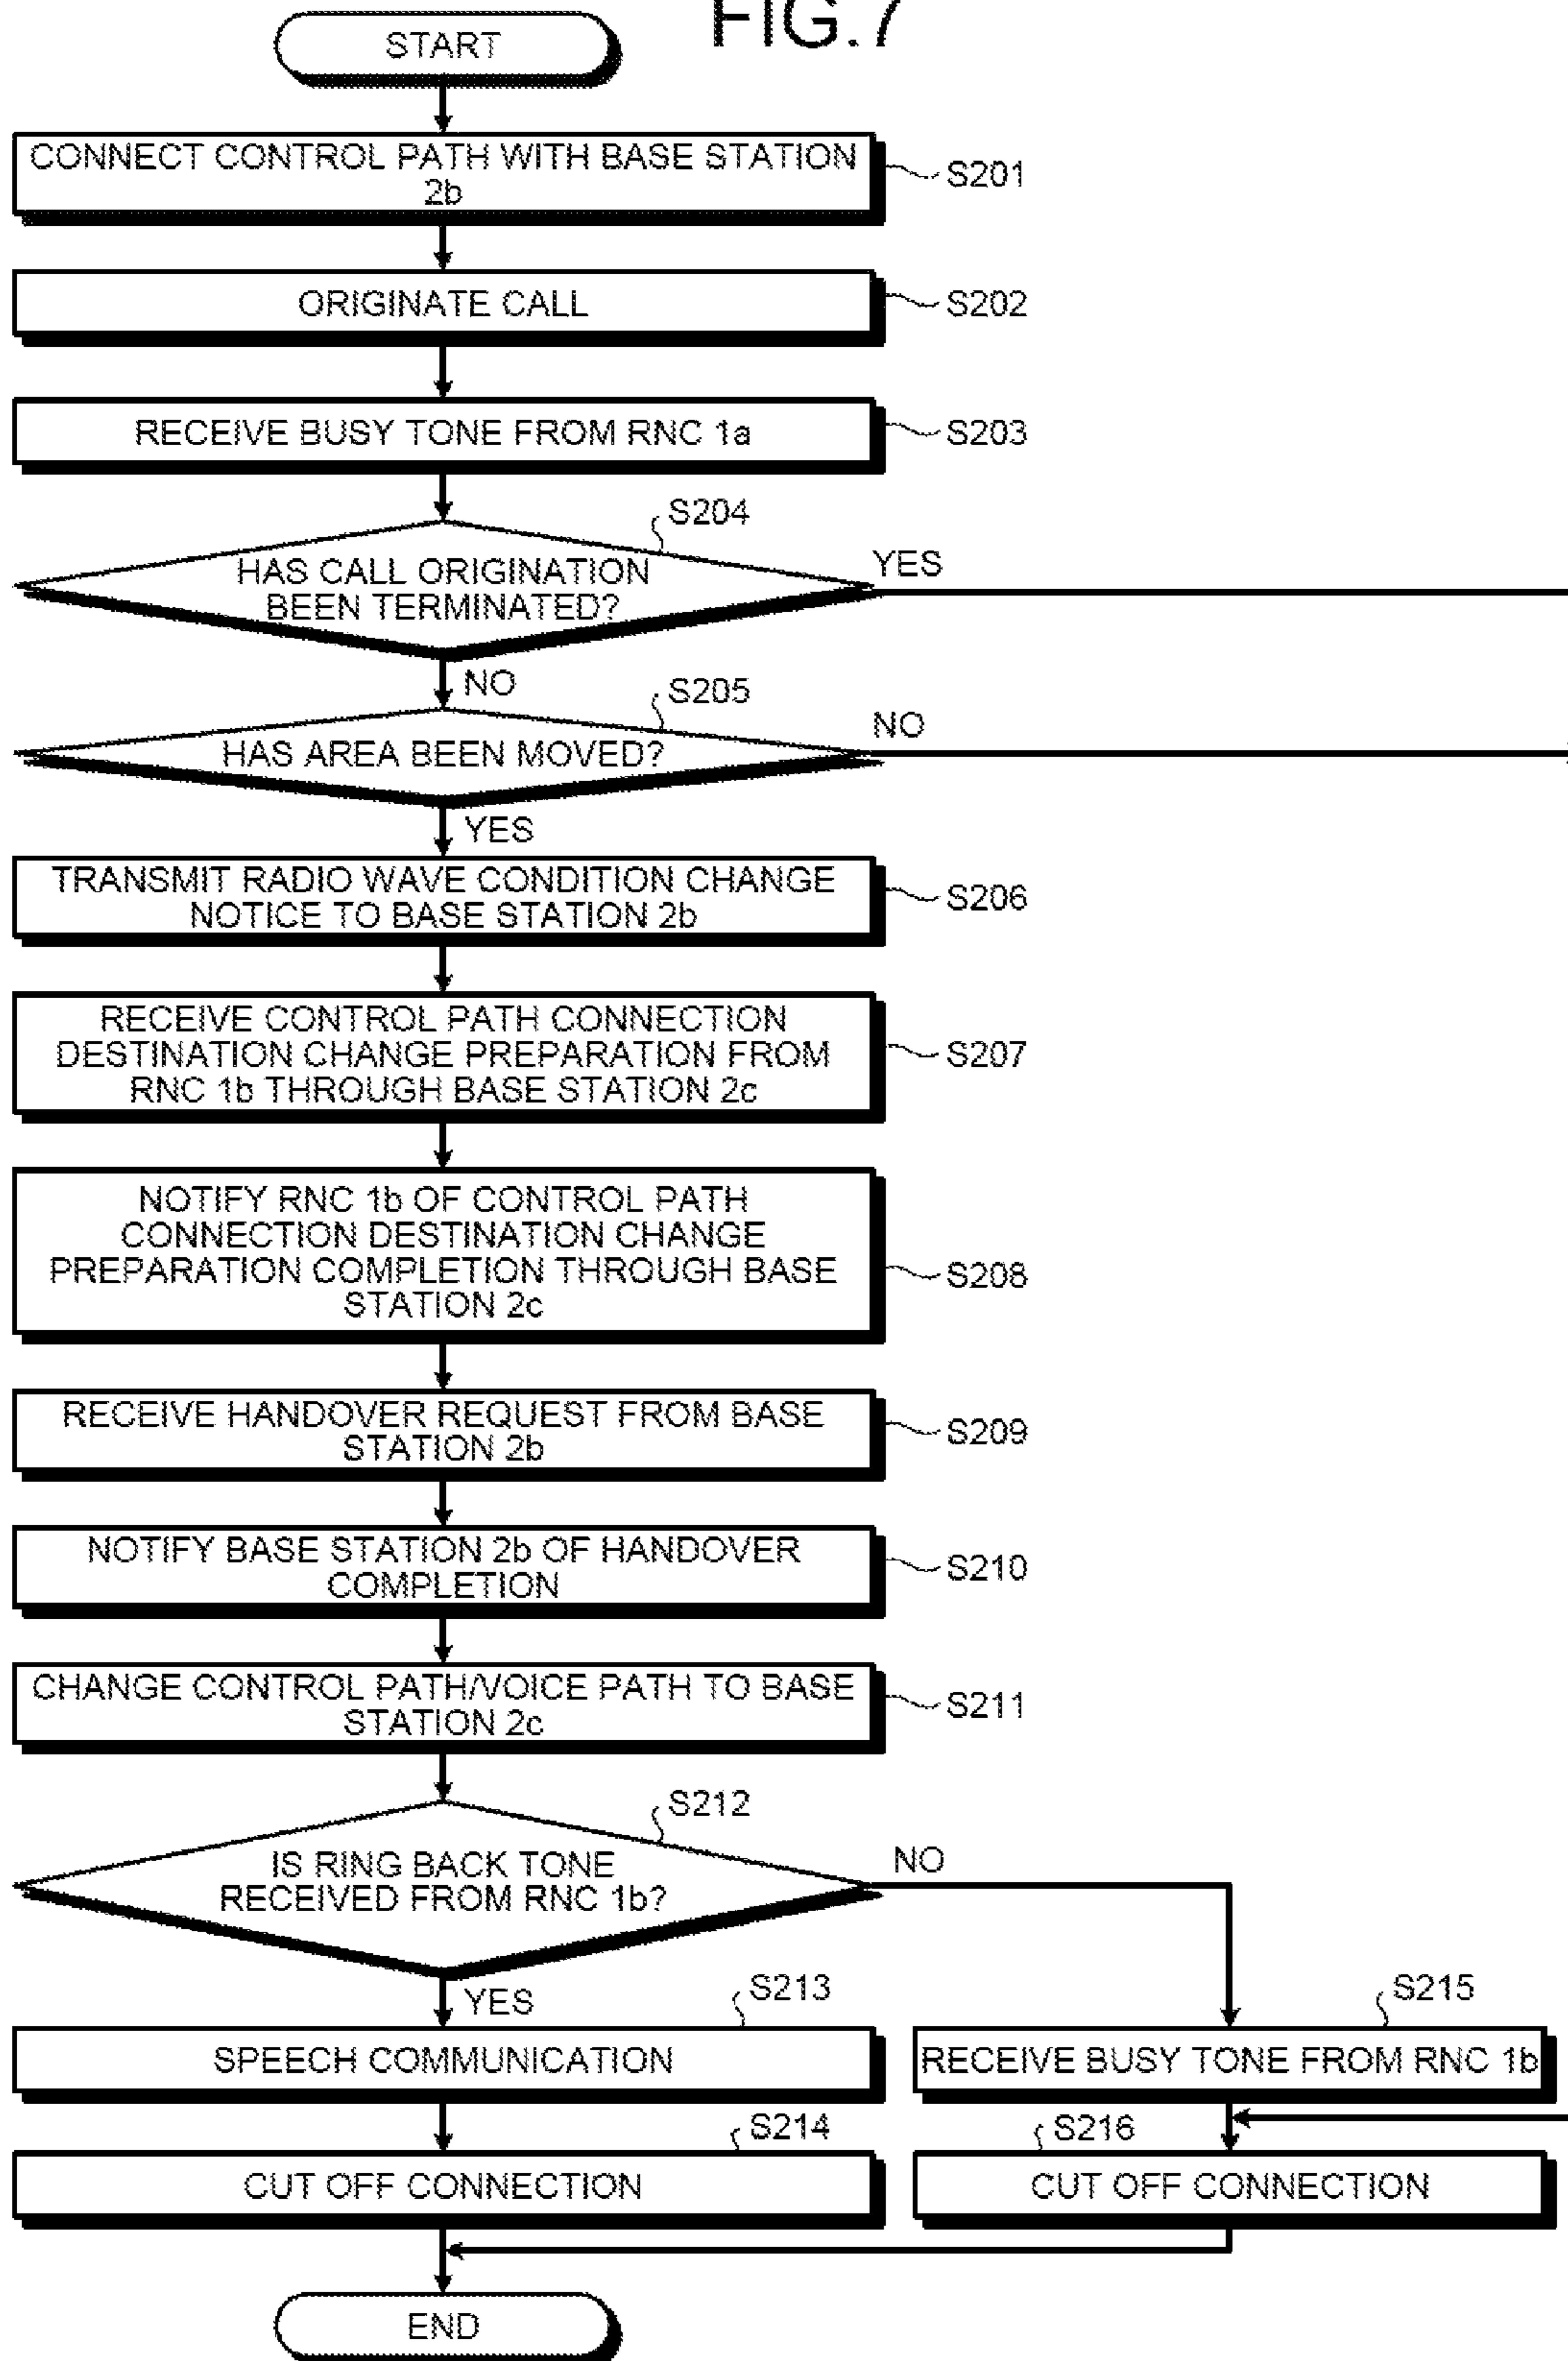 FIG.7
START
CONNECT CONTROL PATH WITH BASE STATION
2b
S201
ORIGINATE CALL
S202
RECEIVE BUSY TONE FROM RNC 1a
S203
S204
HAS CALL ORIGINATION
BEEN TERMINATED?
YES
NO
S205
HAS AREA BEEN MOVED?
NO
YES
TRANSMIT RADIO WAVE CONDITION CHANGE
NOTICE TO BASE STATION 2b
S206
RECEIVE CONTROL PATH CONNECTION
DESTINATION CHANGE PREPARATION FROM
RNC 1b THROUGH BASE STATION 2c
S207
NOTIFY RNC 1b OF CONTROL PATH
CONNECTION DESTINATION CHANGE
PREPARATION COMPLETION THROUGH BASE
STATION 2c
S208
RECEIVE HANDOVER REQUEST FROM BASE
STATION 2b
S209
NOTIFY BASE STATION 2b OF HANDOVER
COMPLETION
S210
CHANGE CONTROL PATH/VOICE PATH TO BASE
STATION 2c
S211
S212
IS RING BACK TONE
RECEIVED FROM RNC 1b?
NO
YES
S213
SPEECH COMMUNICATION
S215
RECEIVE BUSY TONE FROM RNC 1b
S214
CUT OFF CONNECTION
S216
CUT OFF CONNECTION
END